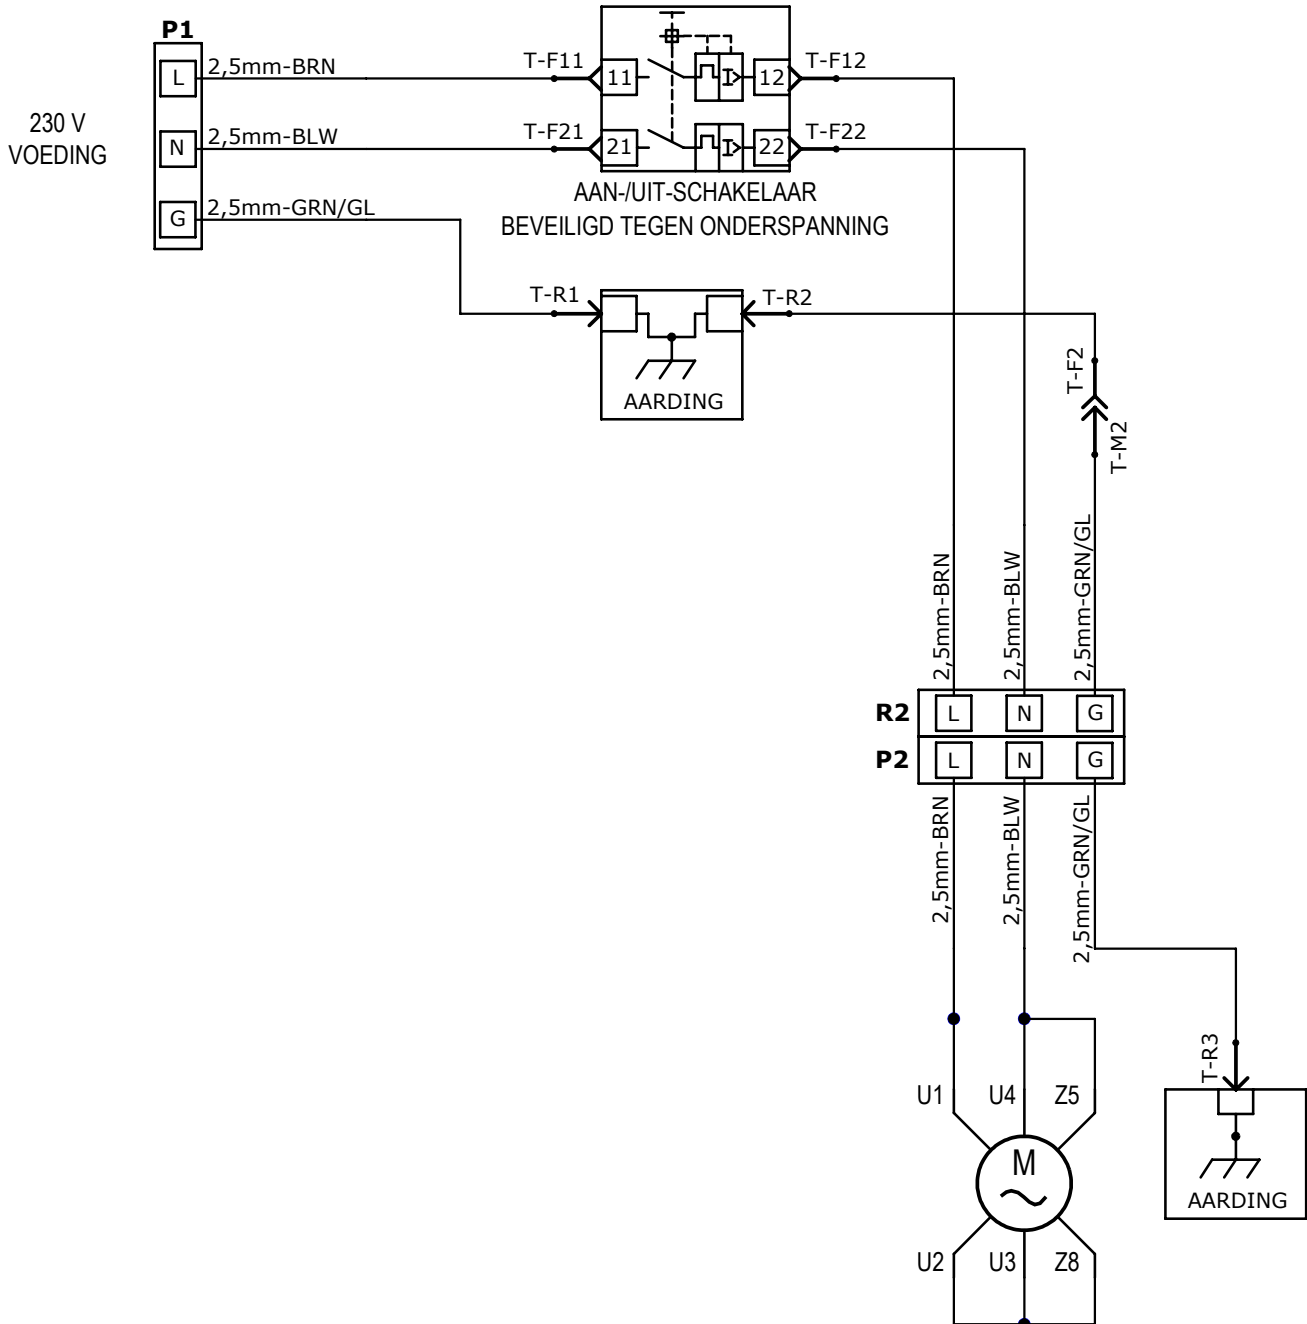 P1
L
2,5mm-BRN
T-F11
11
12
T-F12
230 V
VOEDING
N
2,5mm-BLW
T-F21
21
22
T-F22
G
2,5mm-GRN/GL
AAN-/UIT-SCHAKELAAR
BEVEILIGD TEGEN ONDERSPANNING
T-R1
T-R2
AARDING
T-F2
T-M2
2,5mm-BRN
2,5mm-BLW
2,5mm-GRN/GL
R2
L
N
G
P2
L
N
G
2,5mm-BRN
2,5mm-BLW
2,5mm-GRN/GL
T-R3
U1
U4
Z5
M
AARDING
U2
U3
Z8